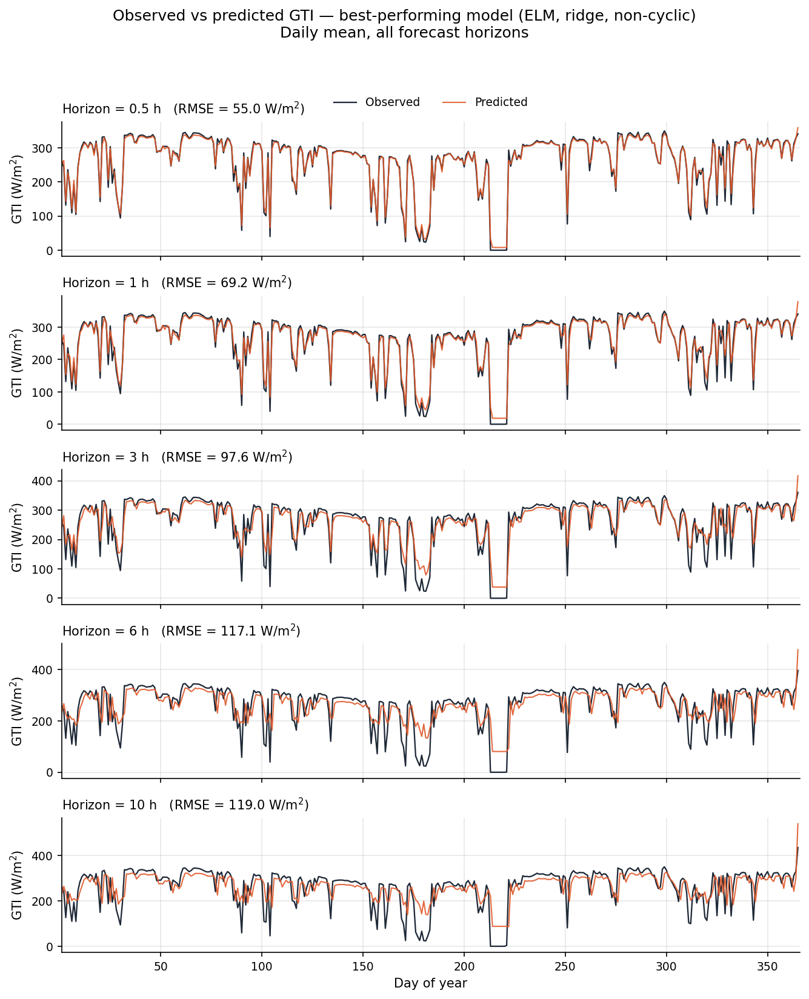 Observed vs predicted GTI — best-performing model (ELM, ridge, non-cyclic)
Daily mean, all forecast horizons
Observed
Predicted
Horizon = 0.5 h (RMSE = 55.0 W/m²)
GTI (W/m²)
300
200
100
0
Horizon = 1 h (RMSE = 69.2 W/m²)
GTI (W/m²)
300
200
100
0
Horizon = 3 h (RMSE = 97.6 W/m²)
GTI (W/m²)
400
300
200
100
0
Horizon = 6 h (RMSE = 117.1 W/m²)
GTI (W/m²)
400
200
0
Horizon = 10 h (RMSE = 119.0 W/m²)
GTI (W/m²)
400
200
0
50 100 150 200 250 300 350
Day of year